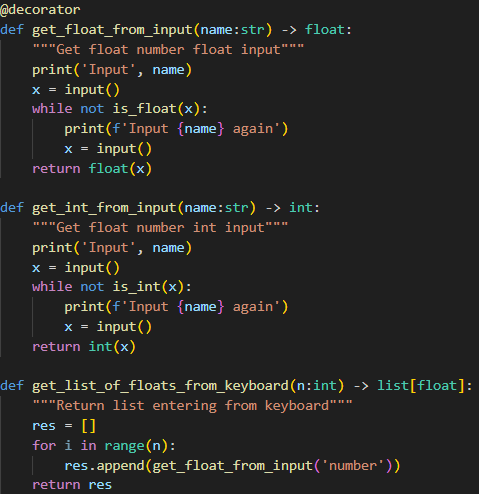 @decorator
def get_float_from_input(name:str) -> float:
    """Get float number float input"""
    print('Input', name)
    x = input()
    while not is_float(x):
        print(f'Input {name} again')
        x = input()
    return float(x)

def get_int_from_input(name:str) -> int:
    """Get float number int input"""
    print('Input', name)
    x = input()
    while not is_int(x):
        print(f'Input {name} again')
        x = input()
    return int(x)

def get_list_of_floats_from_keyboard(n:int) -> list[float]:
    """Return list entering from keyboard"""
    res = []
    for i in range(n):
        res.append(get_float_from_input('number'))
    return res